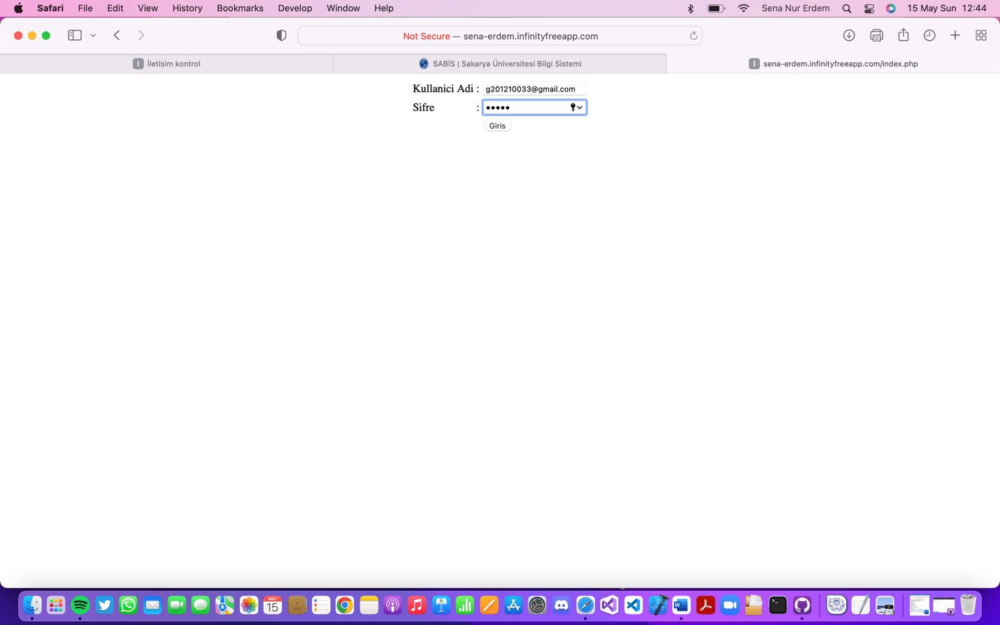 Safari File Edit View History Bookmarks Develop Window Help Sena Nur Erdem 15 May Sun 12:44
Not Secure — sena-erdem.infinityfreeapp.com
I İletisim kontrol SABİS | Sakarya Üniversitesi Bilgi Sistemi I sena-erdem.infinityfreeapp.com/index.php
Kullanici Adi : g201210033@gmail.com
Sifre : •••••
Giris
MAY
15